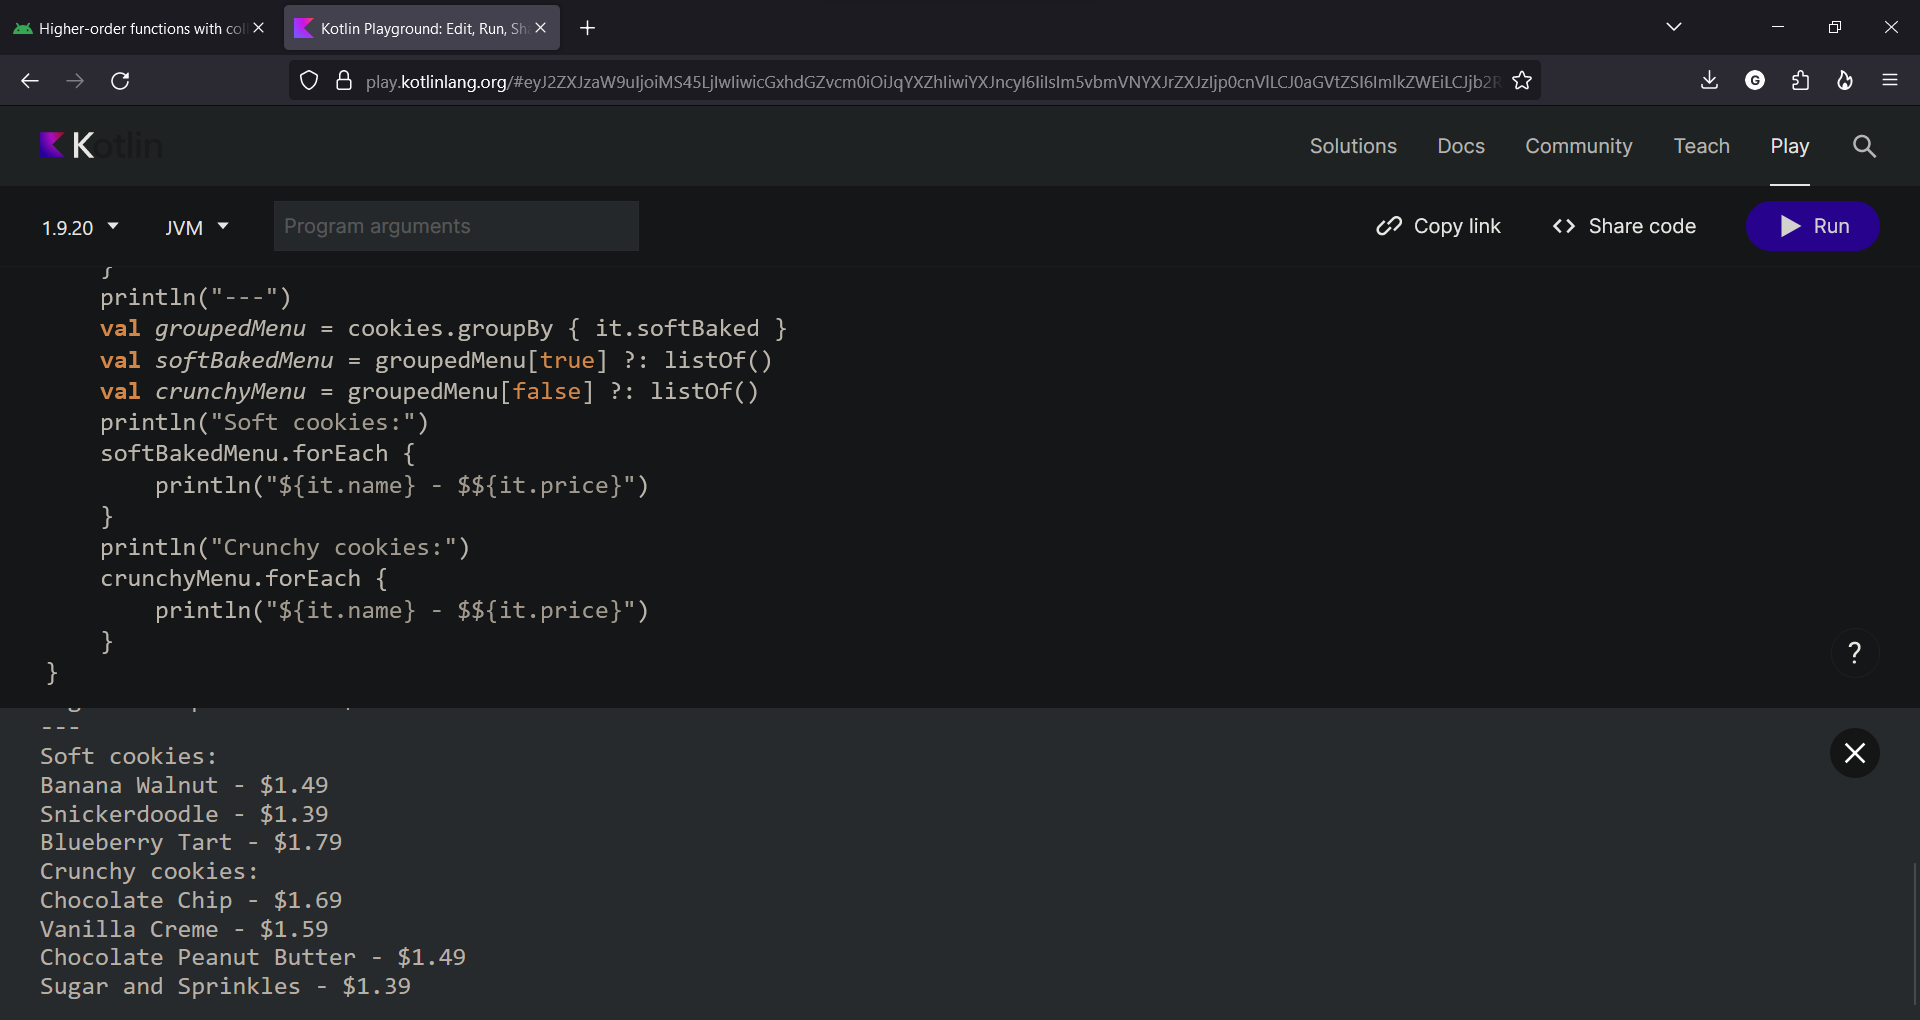 Higher-order functions with col
Kotlin Playground: Edit, Run, Sh
play.kotlinlang.org/#eyJ2ZXJzaW9uIjoiMS45LjIwIiwicGxhdGZvcm0iOiJqYXZhIiwiYXJncyI6IiIsIm5vbmVNYXJrZXJzIjp0cnVlLCJ0aGVtZSI6ImlkZWEiLCJjb2R
Kotlin
Solutions Docs Community Teach Play
1.9.20 JVM Program arguments Copy link <> Share code Run
}
println("---")
val groupedMenu = cookies.groupBy { it.softBaked }
val softBakedMenu = groupedMenu[true] ?: listOf()
val crunchyMenu = groupedMenu[false] ?: listOf()
println("Soft cookies:")
softBakedMenu.forEach {
println("${it.name} - $${it.price}")
}
println("Crunchy cookies:")
crunchyMenu.forEach {
println("${it.name} - $${it.price}")
}
}
?
---
Soft cookies:
Banana Walnut - $1.49
Snickerdoodle - $1.39
Blueberry Tart - $1.79
Crunchy cookies:
Chocolate Chip - $1.69
Vanilla Creme - $1.59
Chocolate Peanut Butter - $1.49
Sugar and Sprinkles - $1.39